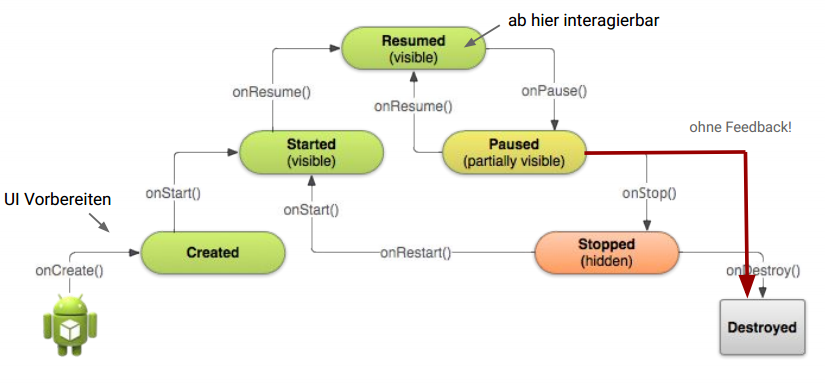 ab hier interagierbar
Resumed
(visible)
onResume()
onResume()
onPause()
ohne Feedback!
Started
(visible)
Paused
(partially visible)
UI Vorbereiten
onStart()
onStart()
onStop()
Created
onRestart()
Stopped
(hidden)
onCreate()
onDestroy()
Destroyed